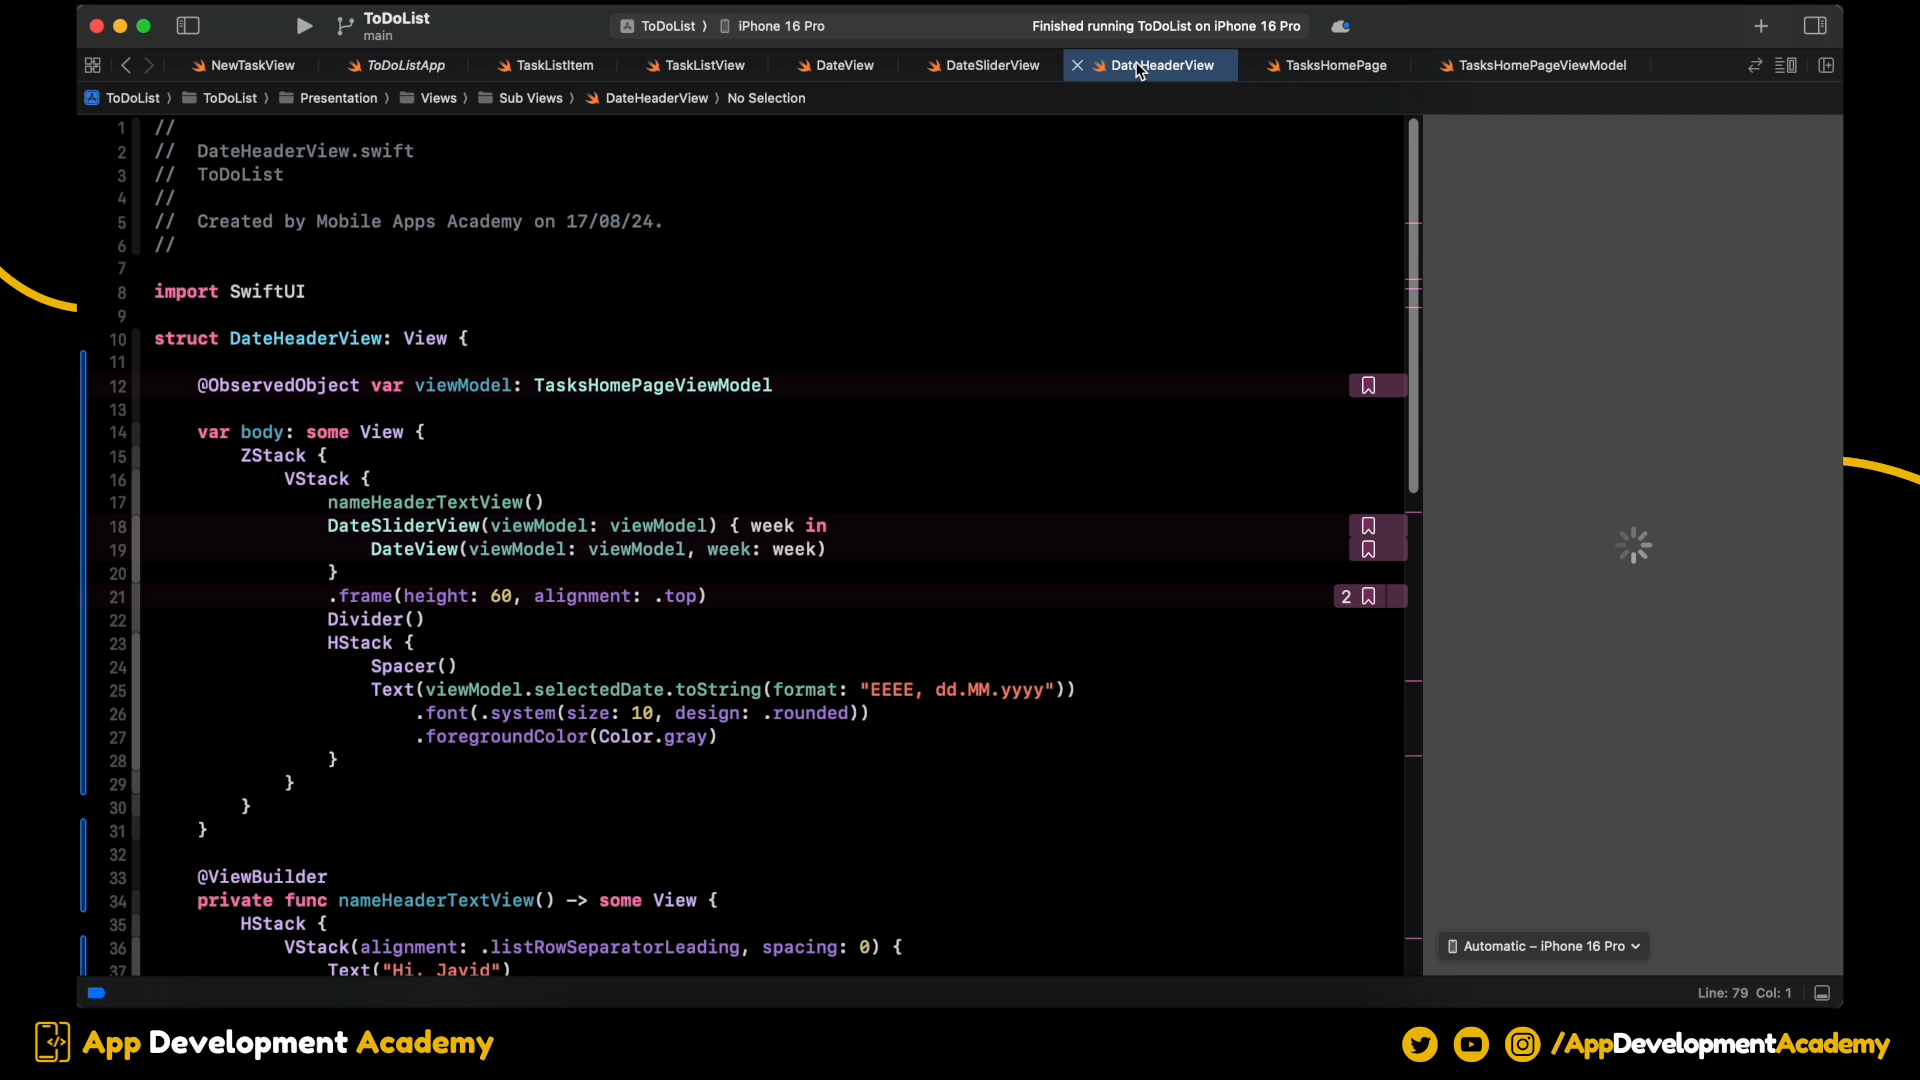 ToDoList
main
ToDoList 〉 iPhone 16 Pro
Finished running ToDoList on iPhone 16 Pro
NewTaskView
ToDoListApp
TaskListItem
TaskListView
DateView
DateSliderView
DateHeaderView
TasksHomePage
TasksHomePageViewModel
ToDoList 〉 ToDoList 〉 Presentation 〉 Views 〉 Sub Views 〉 DateHeaderView 〉 No Selection
1 //
2 //  DateHeaderView.swift
3 //  ToDoList
4 //
5 //  Created by Mobile Apps Academy on 17/08/24.
6 //
7
8 import SwiftUI
9
10 struct DateHeaderView: View {
11
12     @ObservedObject var viewModel: TasksHomePageViewModel
13
14     var body: some View {
15         ZStack {
16             VStack {
17                 nameHeaderTextView()
18                 DateSliderView(viewModel: viewModel) { week in
19                     DateView(viewModel: viewModel, week: week)
20                 }
21                 .frame(height: 60, alignment: .top) 2
22                 Divider()
23                 HStack {
24                     Spacer()
25                     Text(viewModel.selectedDate.toString(format: "EEEE, dd.MM.yyyy"))
26                         .font(.system(size: 10, design: .rounded))
27                         .foregroundColor(Color.gray)
28                 }
29             }
30         }
31     }
32
33     @ViewBuilder
34     private func nameHeaderTextView() -> some View {
35         HStack {
36             VStack(alignment: .listRowSeparatorLeading, spacing: 0) {
37                 Text("Hi, Javid")
Automatic – iPhone 16 Pro
Line: 79 Col: 1
App Development Academy
/AppDevelopmentAcademy